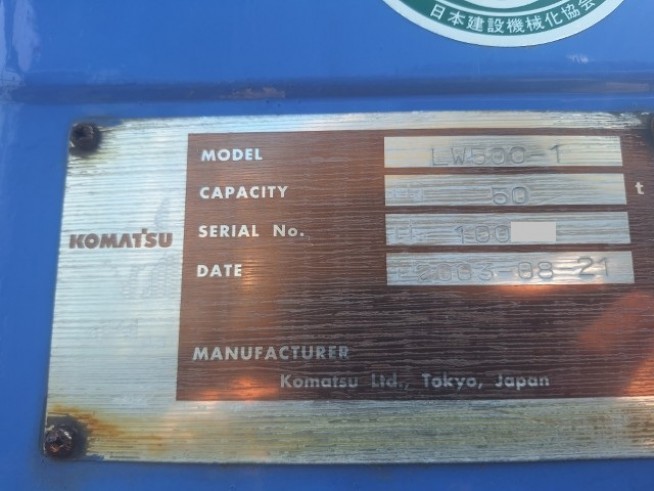 日本建設機械化協会
MODEL LW500-1
CAPACITY 50 t
SERIAL No. 100
KOMATSU
DATE 2003-08-21
MANUFACTURER
Komatsu Ltd., Tokyo, Japan